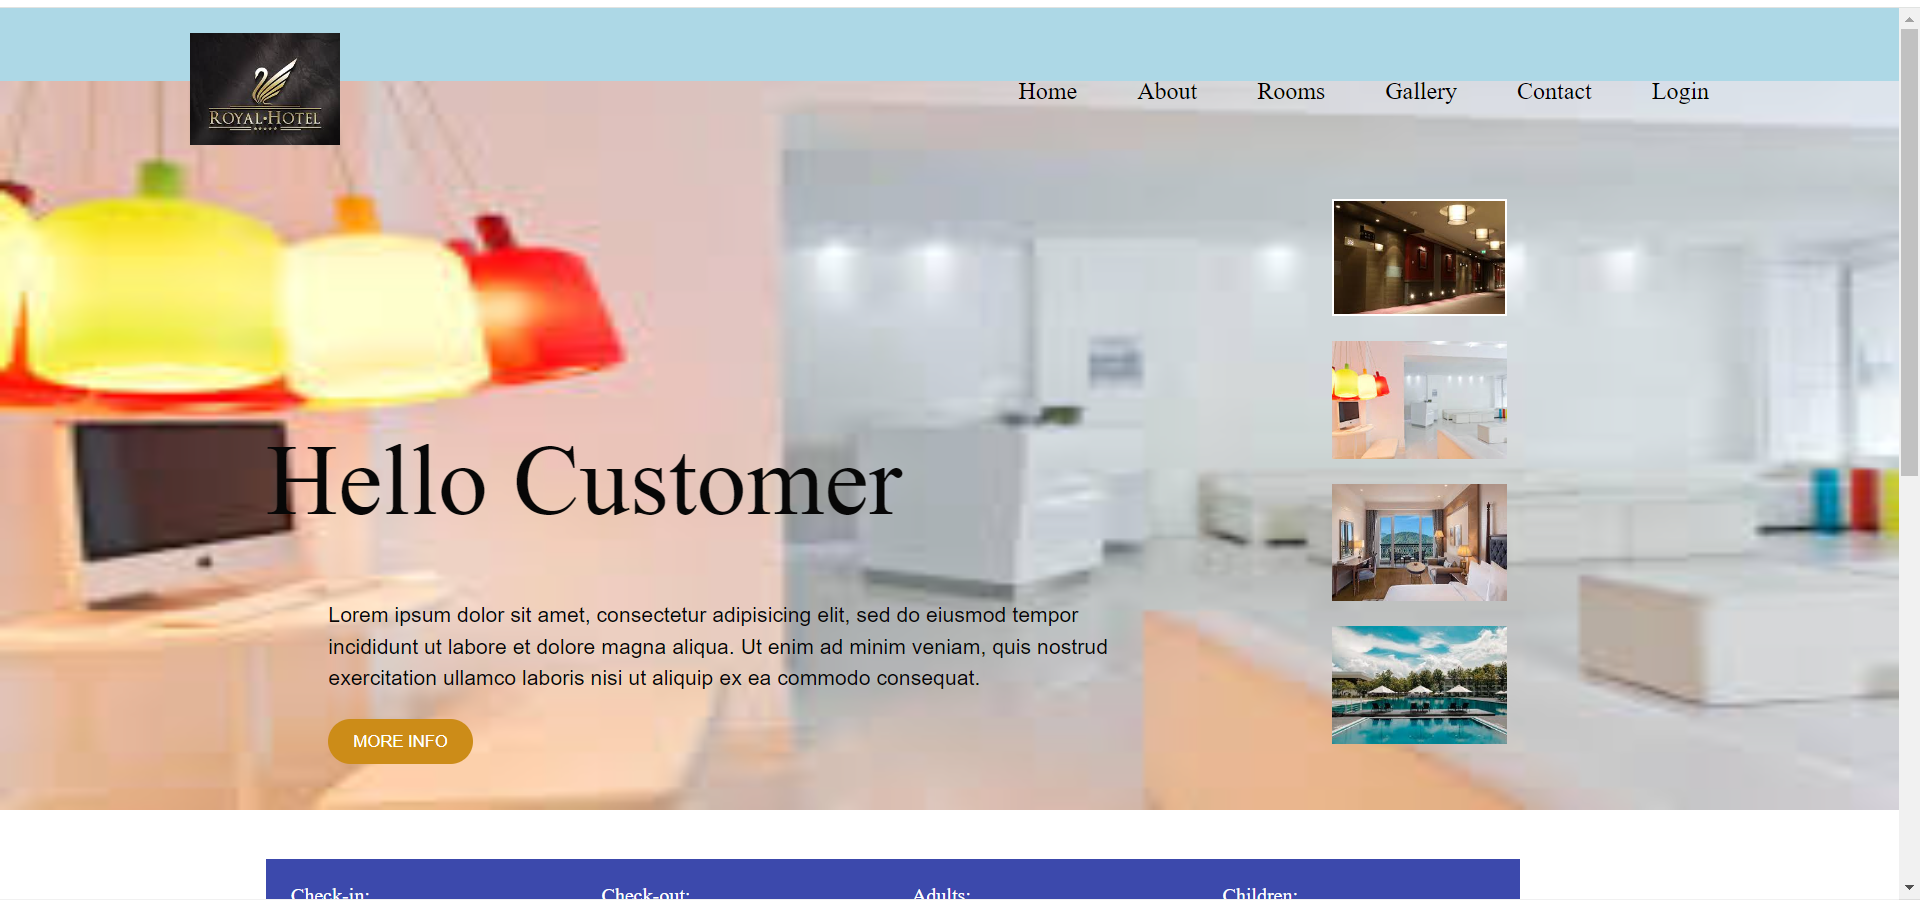 ROYAL•HOTEL
Home About Rooms Gallery Contact Login
Hello Customer
Lorem ipsum dolor sit amet, consectetur adipisicing elit, sed do eiusmod tempor
incididunt ut labore et dolore magna aliqua. Ut enim ad minim veniam, quis nostrud
exercitation ullamco laboris nisi ut aliquip ex ea commodo consequat.
MORE INFO
Check-in: Check-out: Adults: Children: